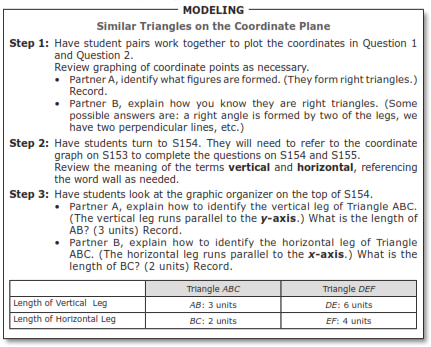 MODELING
Similar Triangles on the Coordinate Plane
Step 1: Have student pairs work together to plot the coordinates in Question 1
and Question 2.
Review graphing of coordinate points as necessary.
• Partner A, identify what figures are formed. (They form right triangles.)
Record.
• Partner B, explain how you know they are right triangles. (Some
possible answers are: a right angle is formed by two of the legs, we
have two perpendicular lines, etc.)
Step 2: Have students turn to S154. They will need to refer to the coordinate
graph on S153 to complete the questions on S154 and S155.
Review the meaning of the terms vertical and horizontal, referencing
the word wall as needed.
Step 3: Have students look at the graphic organizer on the top of S154.
• Partner A, explain how to identify the vertical leg of Triangle ABC.
(The vertical leg runs parallel to the y-axis.) What is the length of
AB? (3 units) Record.
• Partner B, explain how to identify the horizontal leg of Triangle
ABC. (The horizontal leg runs parallel to the x-axis.) What is the
length of BC? (2 units) Record.
Triangle ABC Triangle DEF
Length of Vertical Leg AB: 3 units DE: 6 units
Length of Horizontal Leg BC: 2 units EF: 4 units